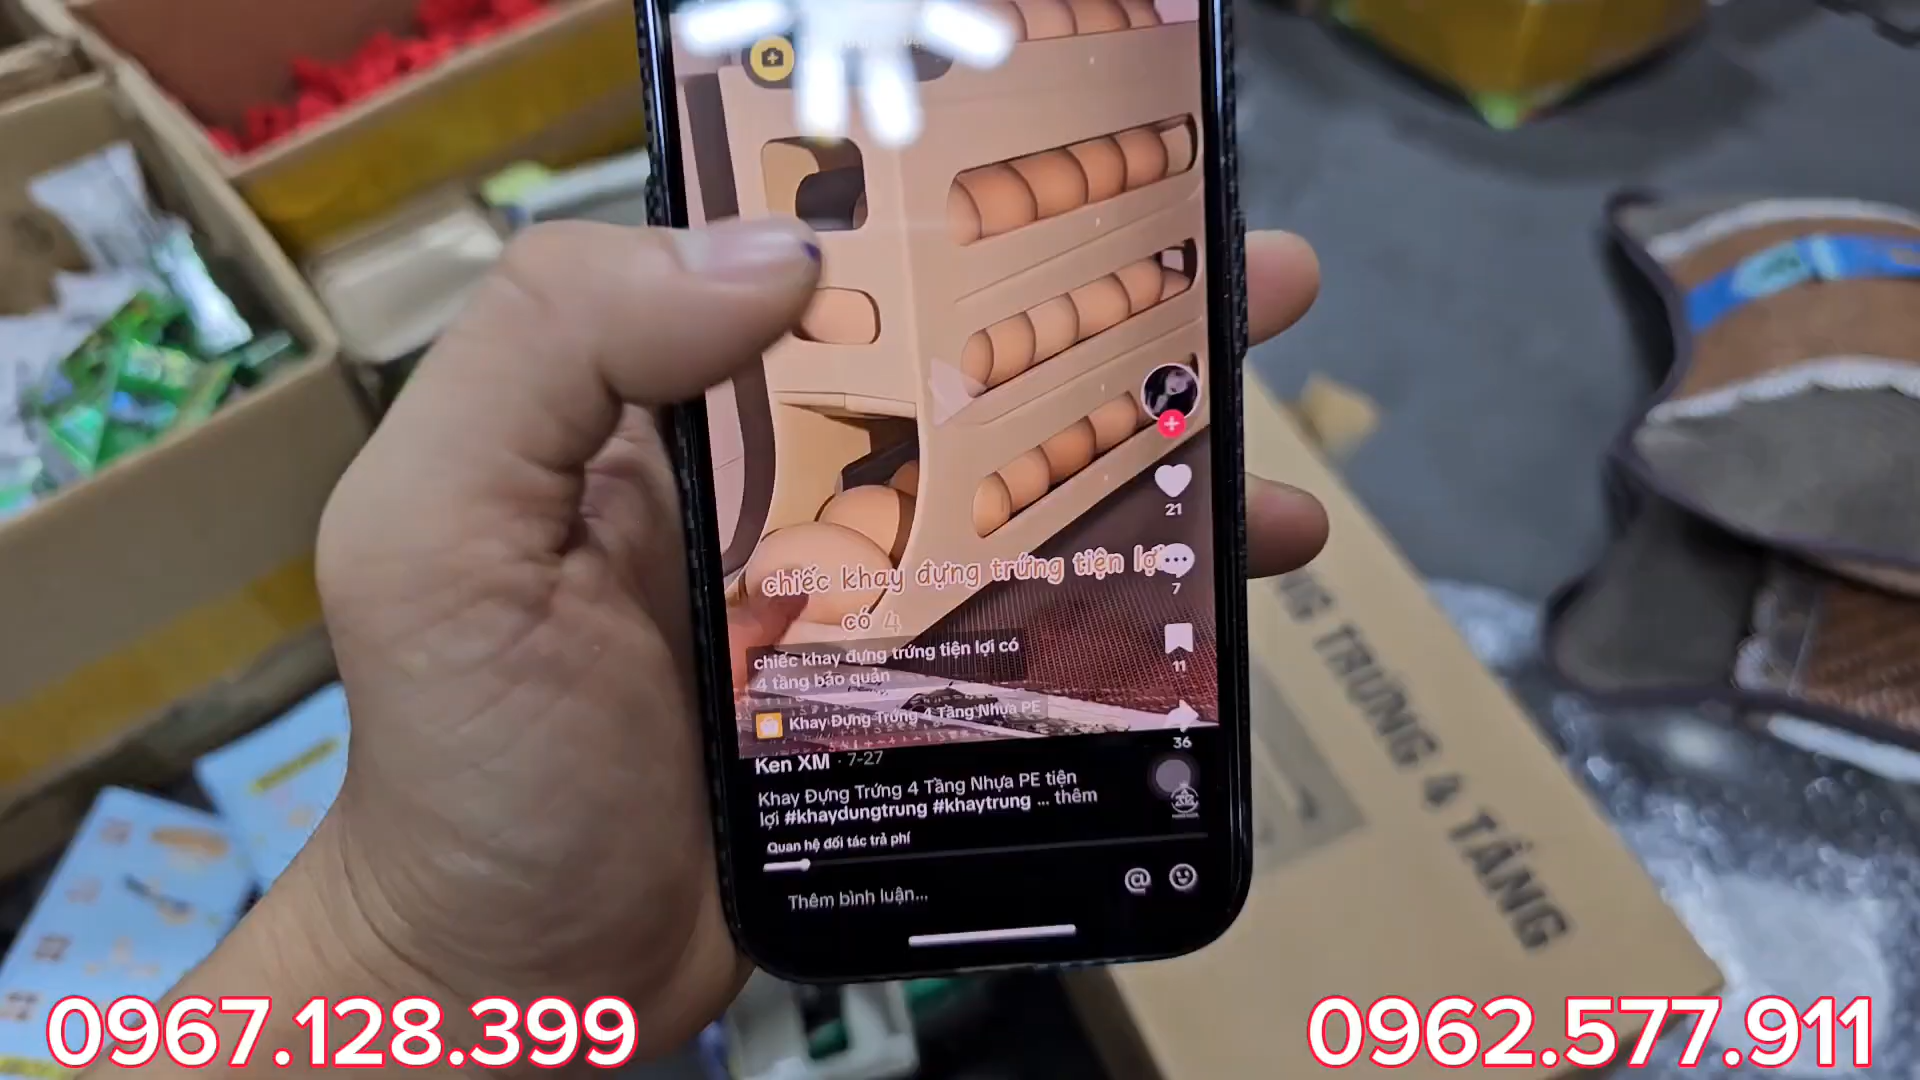 chiếc khay đựng trứng tiện lợi
có 4
chiếc khay đựng trứng tiện lợi có
4 tầng bảo quản
Khay Đựng Trứng 4 Tầng Nhựa PE
Ken XM · 7-27
Khay Đựng Trứng 4 Tầng Nhựa PE tiện
lợi #khaydungtrung #khaytrung ... thêm
Quan hệ đối tác trả phí
Thêm bình luận...
21
7
11
36
NG TRỨNG 4 TẦNG
0967.128.399
0962.577.911